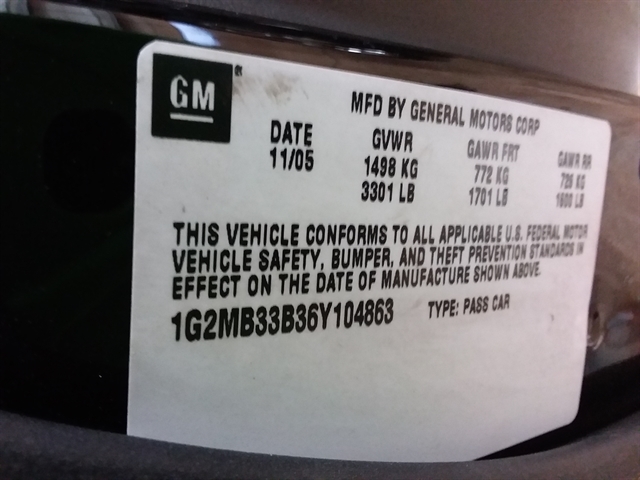 GM®
MFD BY GENERAL MOTORS CORP
DATE GVWR GAWR FRT GAWR RR
11/05 1498 KG 772 KG 726 KG
3301 LB 1701 LB 1600 LB
THIS VEHICLE CONFORMS TO ALL APPLICABLE U.S. FEDERAL MOTOR
VEHICLE SAFETY, BUMPER, AND THEFT PREVENTION STANDARDS IN
EFFECT ON THE DATE OF MANUFACTURE SHOWN ABOVE.
1G2MB33B36Y104863 TYPE: PASS CAR